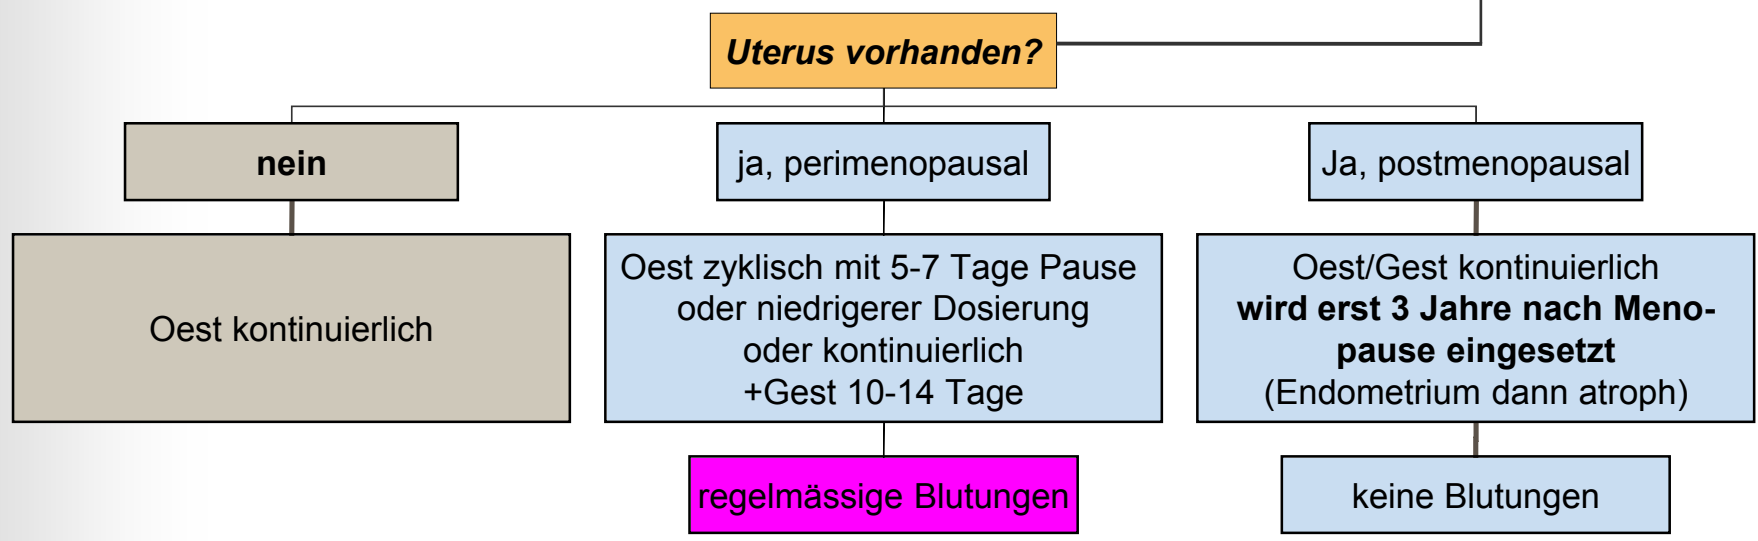 Uterus vorhanden?
nein
ja, perimenopausal
Ja, postmenopausal
Oest kontinuierlich
Oest zyklisch mit 5-7 Tage Pause
oder niedrigerer Dosierung
oder kontinuierlich
+Gest 10-14 Tage
Oest/Gest kontinuierlich
wird erst 3 Jahre nach Meno-
pause eingesetzt
(Endometrium dann atroph)
regelmässige Blutungen
keine Blutungen